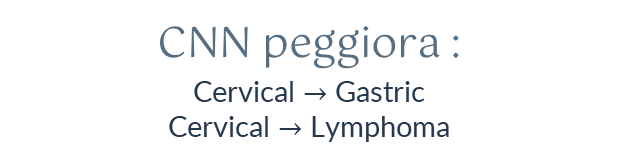 CNN peggiora :
Cervical → Gastric
Cervical → Lymphoma